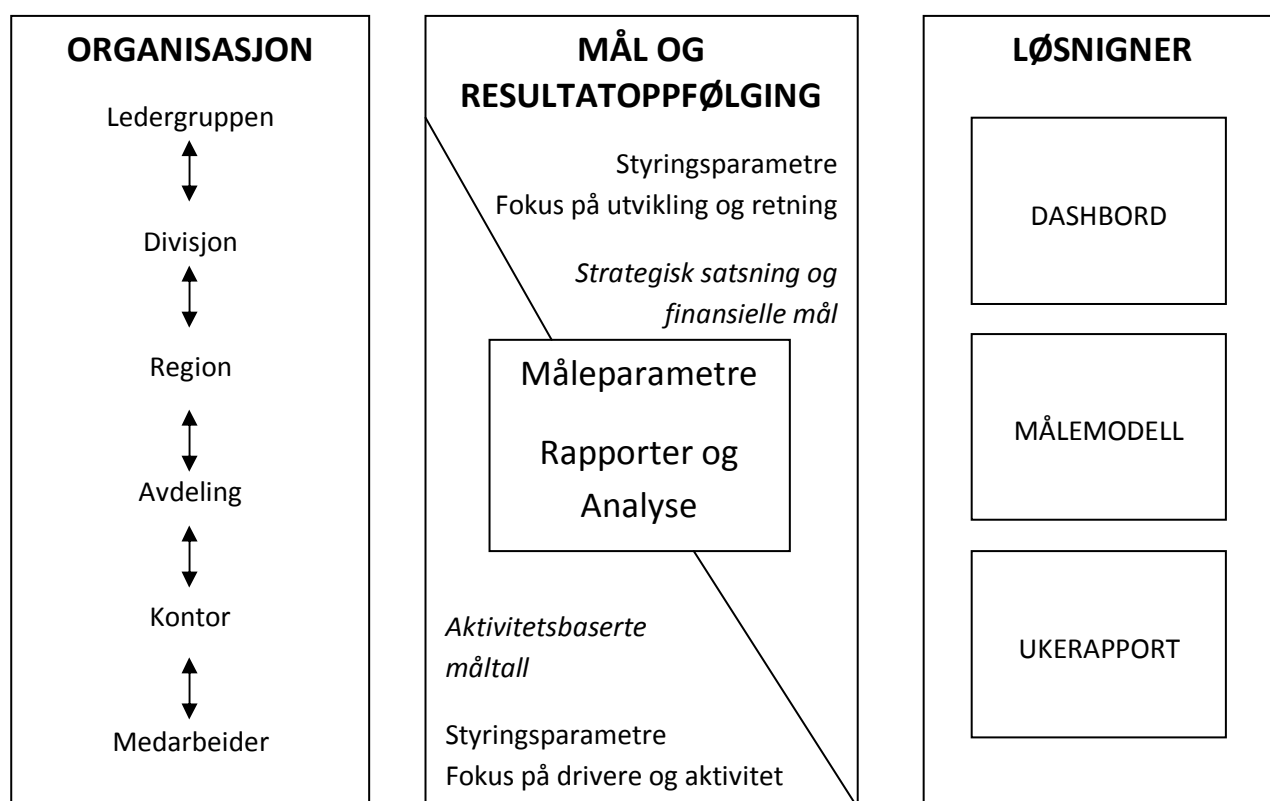 ORGANISASJON
Ledergruppen
Divisjon
Region
Avdeling
Kontor
Medarbeider
MÅL OG
RESULTATOPPFØLGING
Styringsparametre
Fokus på utvikling og retning
Strategisk satsning og
finansielle mål
Måleparametre
Rapporter og
Analyse
Aktivitetsbaserte
måltall
Styringsparametre
Fokus på drivere og aktivitet
LØSNIGNER
DASHBORD
MÅLEMODELL
UKERAPPORT